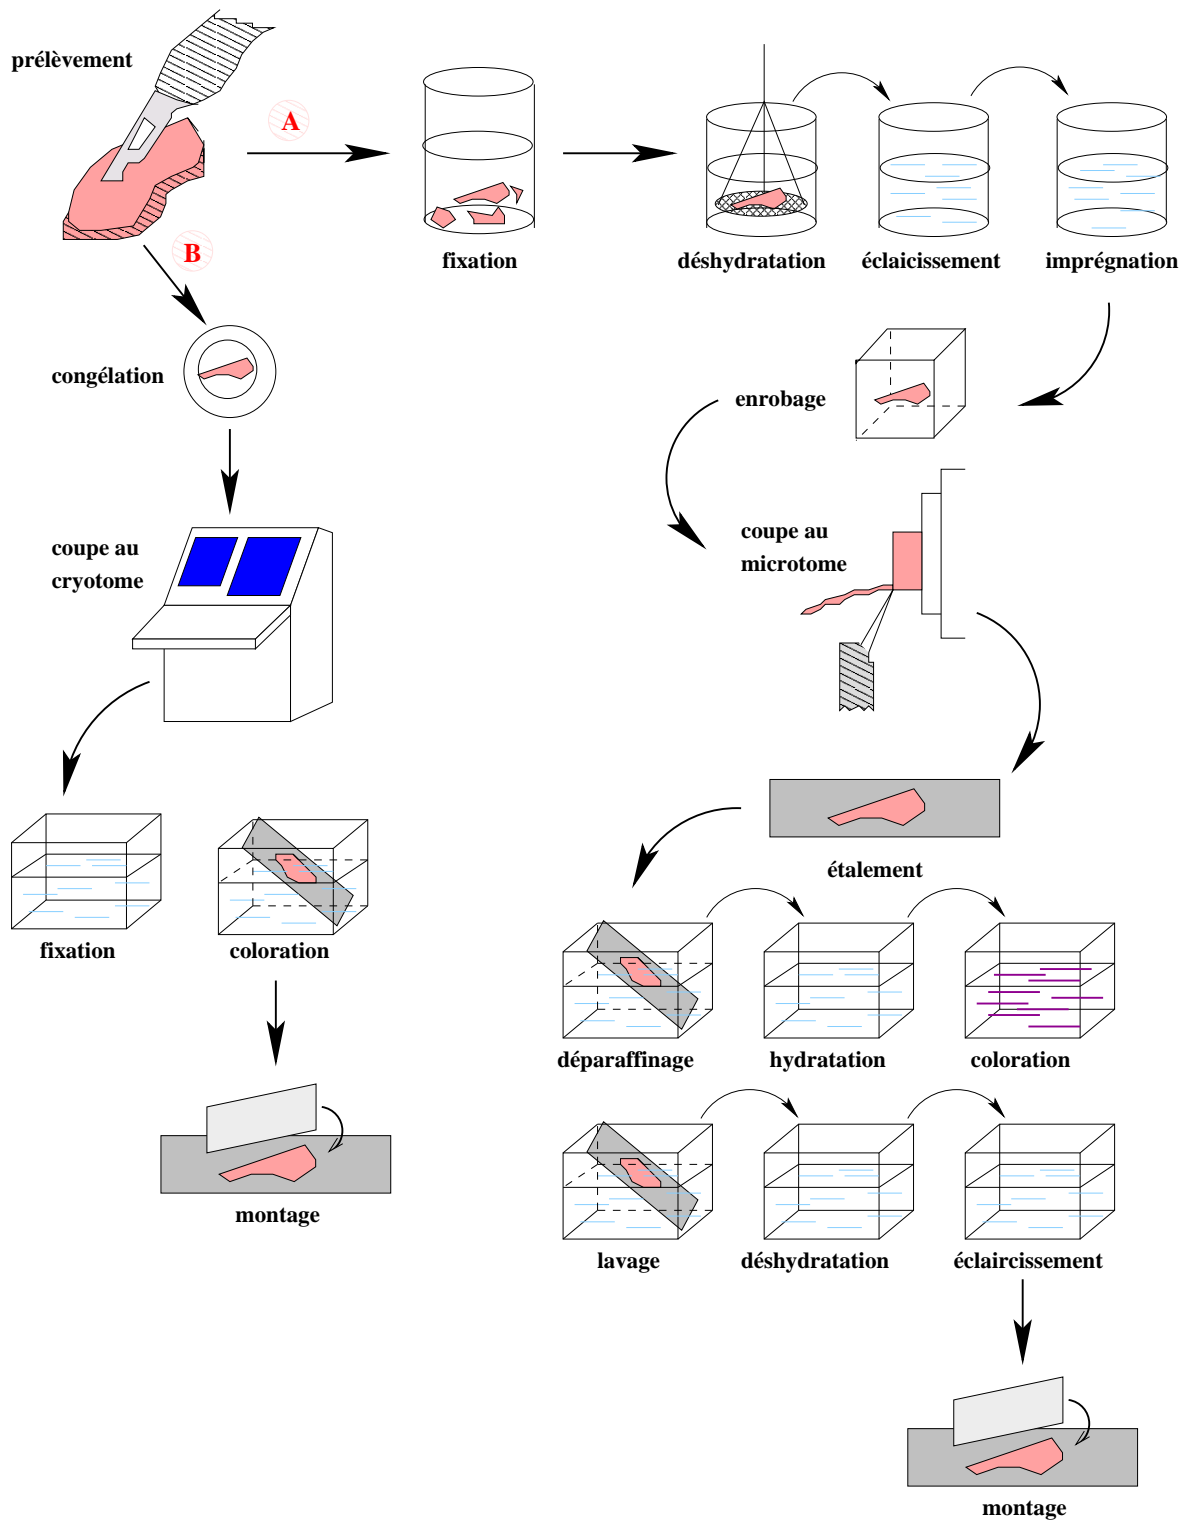 prélèvement
A
B
fixation
déshydratation
éclaicissement
imprégnation
congélation
enrobage
coupe au
cryotome
coupe au
microtome
étalement
fixation
coloration
déparaffinage
hydratation
coloration
montage
lavage
déshydratation
éclaircissement
montage